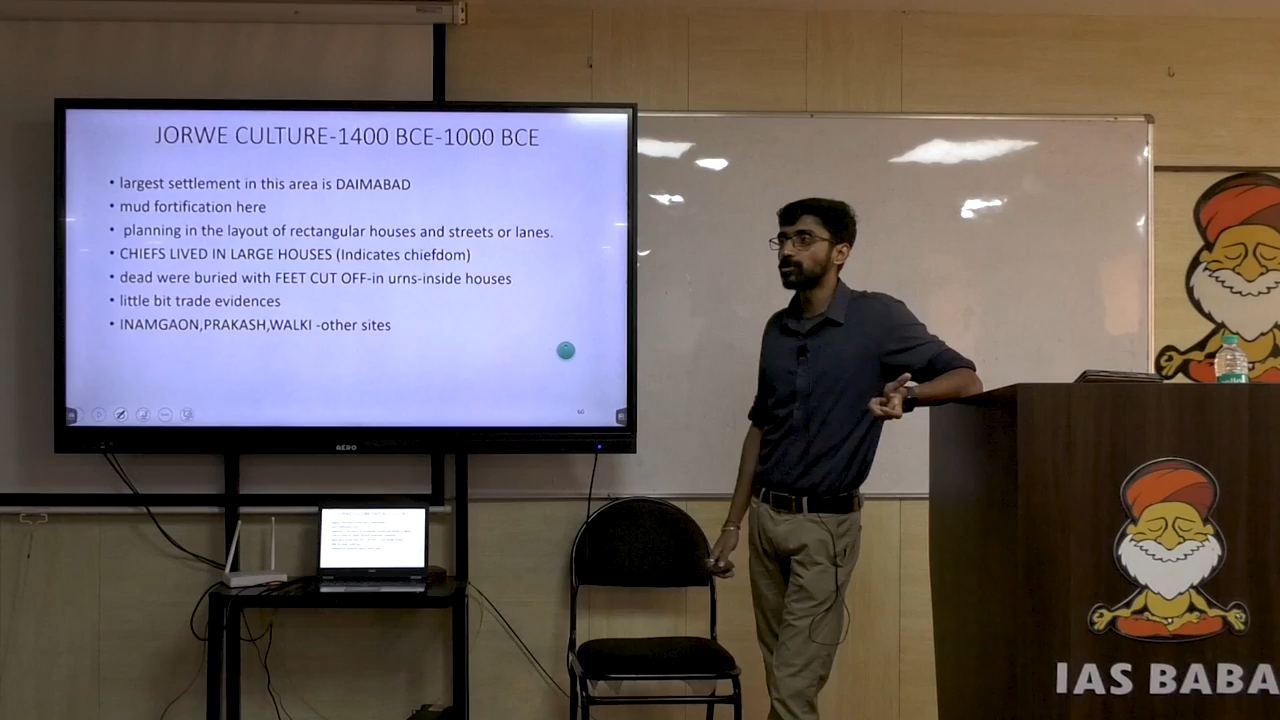 JORWE CULTURE-1400 BCE-1000 BCE
• largest settlement in this area is DAIMABAD
• mud fortification here
• planning in the layout of rectangular houses and streets or lanes.
• CHIEFS LIVED IN LARGE HOUSES (Indicates chiefdom)
• dead were buried with FEET CUT OFF-in urns-inside houses
• little bit trade evidences
• INAMGAON,PRAKASH,WALKI -other sites
60
IAS BABA